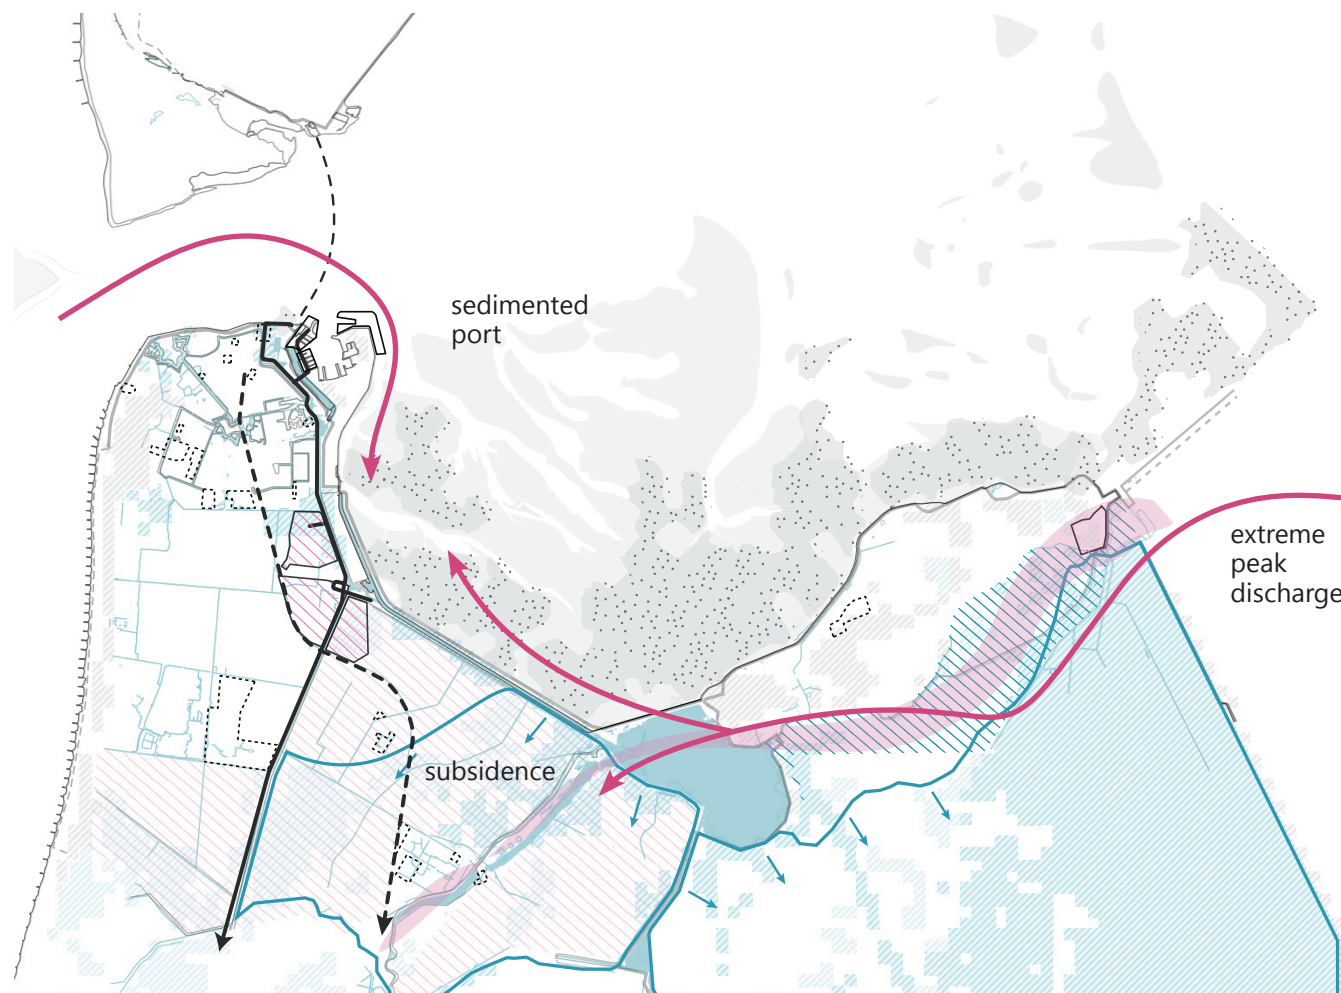 sedimented
port
extreme
peak
discharge
subsidence